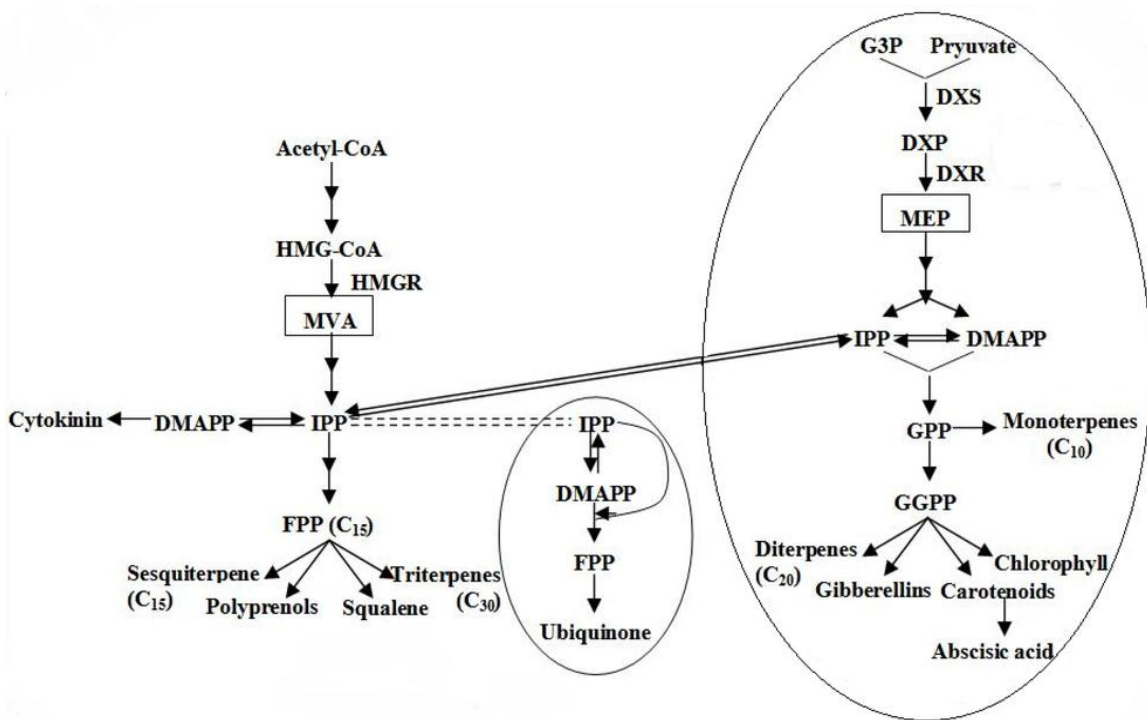 G3P Pryuvate
DXS
DXP
DXR
MEP
IPP DMAPP
GPP Monoterpenes
(C10)
GGPP
Diterpenes Chlorophyll
(C20) Gibberellins Carotenoids
Abscisic acid
Acetyl-CoA
HMG-CoA
HMGR
MVA
Cytokinin DMAPP IPP
FPP (C15)
Sesquiterpene Triterpenes
(C15) Polyprenols Squalene (C30)
IPP
DMAPP
FPP
Ubiquinone